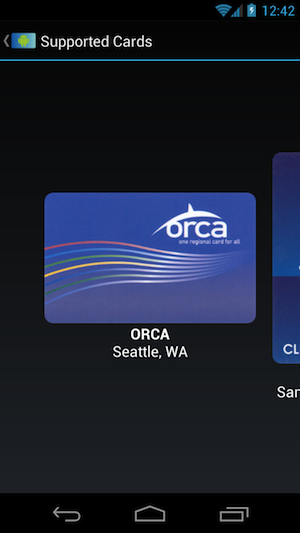 12:42
Supported Cards
orca
one regional card for all
ORCA
Seattle, WA
CL
San